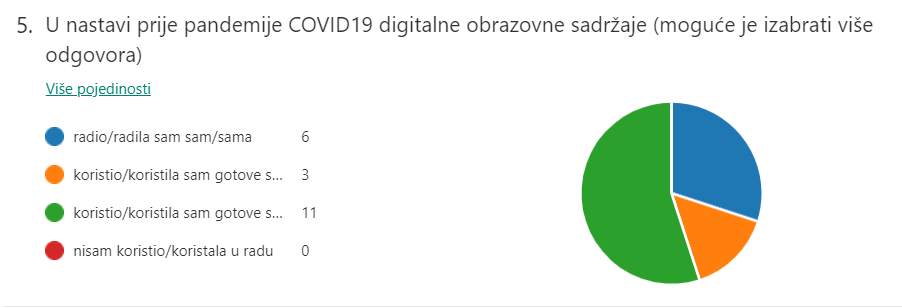 5. U nastavi prije pandemije COVID19 digitalne obrazovne sadržaje (moguće je izabrati više
odgovora)
Više pojedinosti
radio/radila sam sam/sama 6
koristio/koristila sam gotove s... 3
koristio/koristila sam gotove s... 11
nisam koristio/koristala u radu 0